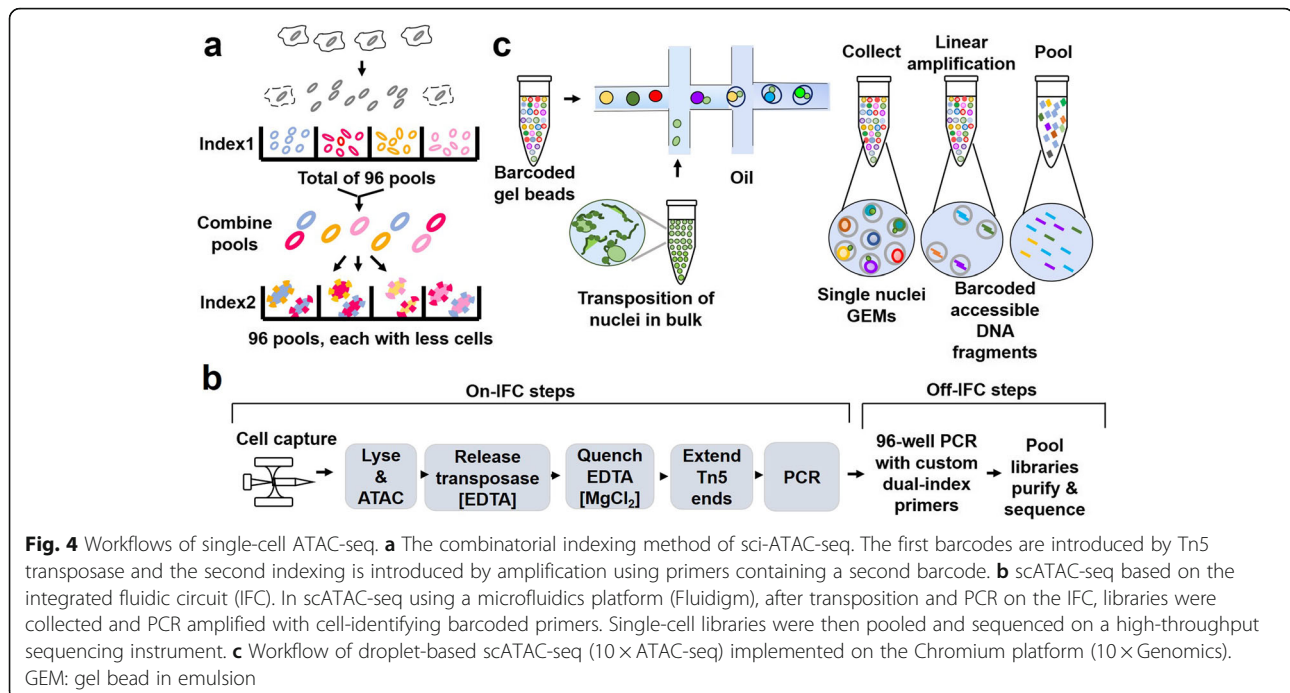 a
Index1
Total of 96 pools
Combine
pools
Index2
96 pools, each with less cells
c
Barcoded
gel beads
Oil
Transposition of
nuclei in bulk
Collect
Linear
amplification
Pool
Single nuclei
GEMs
Barcoded
accessible
DNA
fragments
b
On-IFC steps
Off-IFC steps
Cell capture
Lyse
&
ATAC
Release
transposase
[EDTA]
Quench
EDTA
[MgCl₂]
Extend
Tn5
ends
PCR
96-well PCR
with custom
dual-index
primers
Pool
libraries
purify &
sequence
Fig. 4 Workflows of single-cell ATAC-seq. a The combinatorial indexing method of sci-ATAC-seq. The first barcodes are introduced by Tn5
transposase and the second indexing is introduced by amplification using primers containing a second barcode. b scATAC-seq based on the
integrated fluidic circuit (IFC). In scATAC-seq using a microfluidics platform (Fluidigm), after transposition and PCR on the IFC, libraries were
collected and PCR amplified with cell-identifying barcoded primers. Single-cell libraries were then pooled and sequenced on a high-throughput
sequencing instrument. c Workflow of droplet-based scATAC-seq (10 × ATAC-seq) implemented on the Chromium platform (10 × Genomics).
GEM: gel bead in emulsion